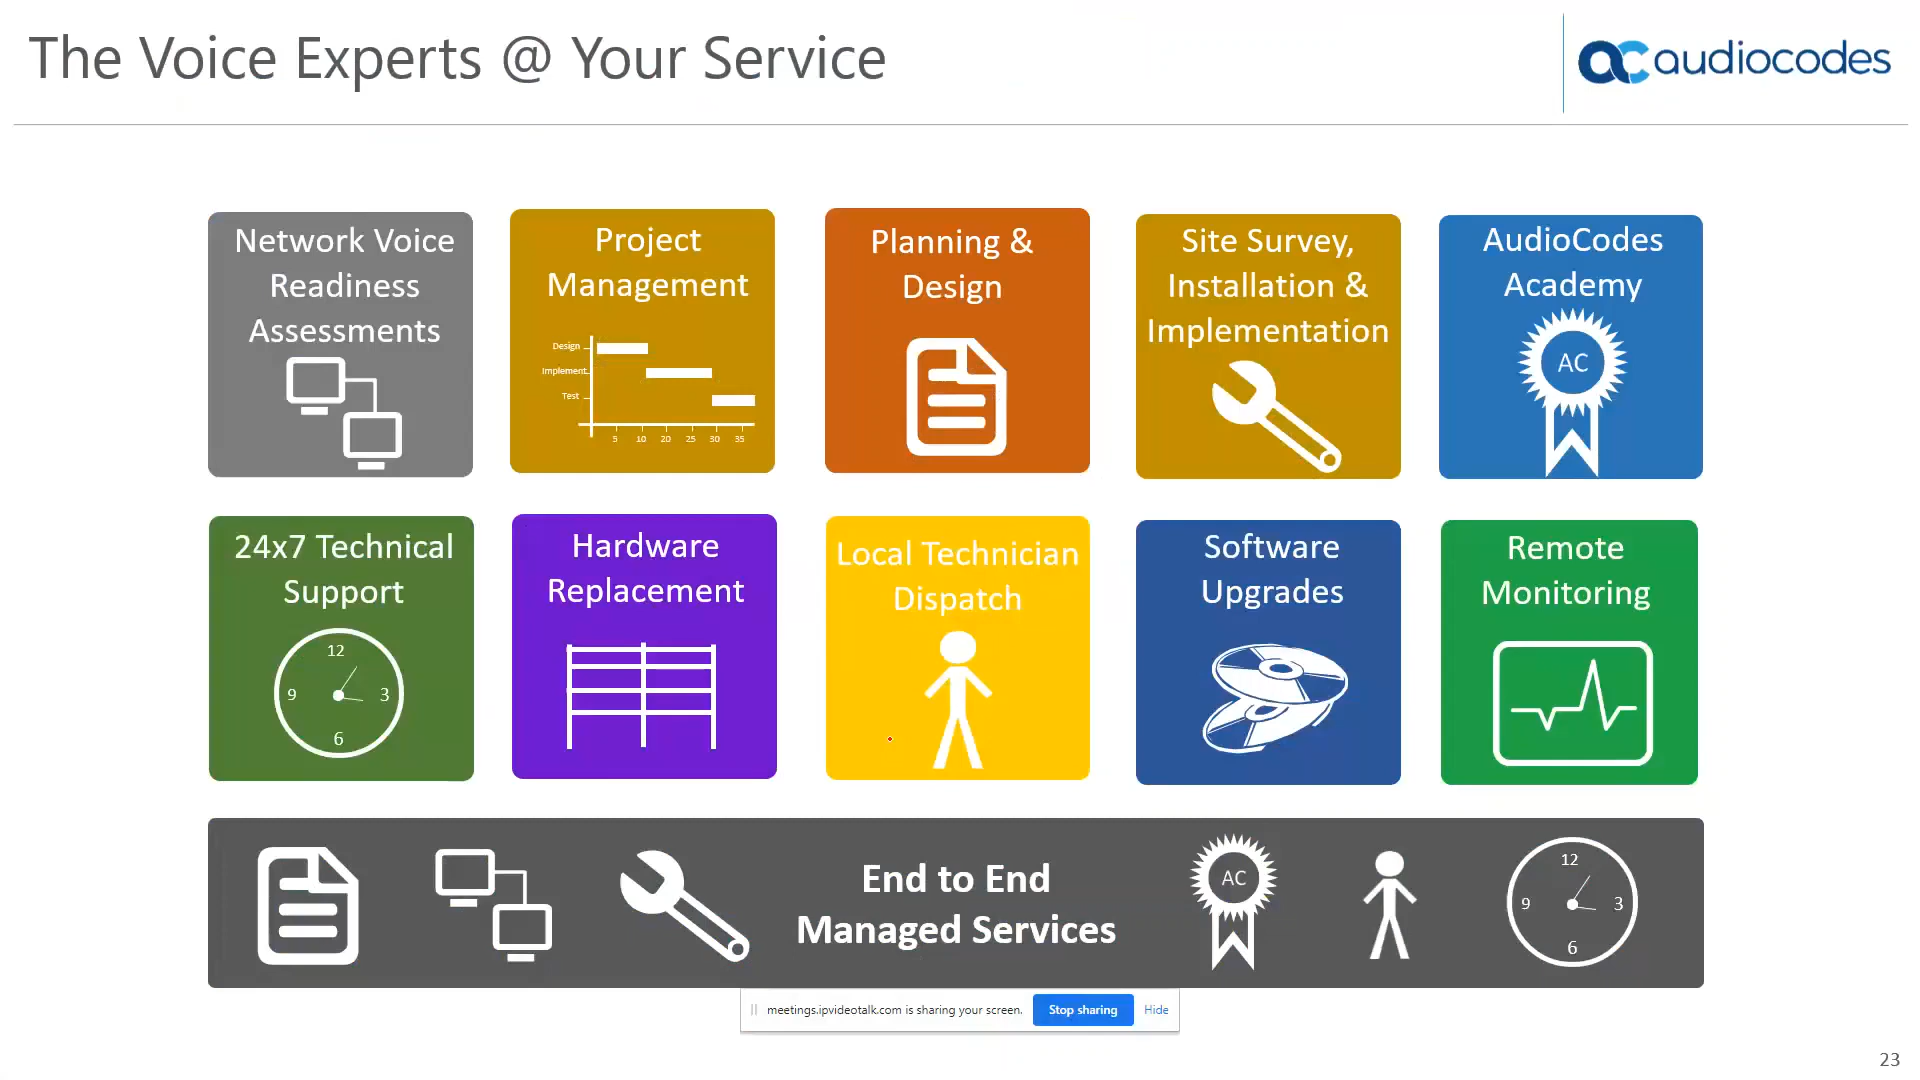 The Voice Experts @ Your Service
audiocodes
Network Voice
Readiness
Assessments
Project
Management
Design
Implement
Test
5 10 20 25 30 35
Planning &
Design
Site Survey,
Installation &
Implementation
AudioCodes
Academy
AC
24x7 Technical
Support
12
9 3
6
Hardware
Replacement
Local Technician
Dispatch
Software
Upgrades
Remote
Monitoring
End to End
Managed Services
AC
12
9 3
6
meetings.ipvideotalk.com is sharing your screen. Stop sharing Hide
23